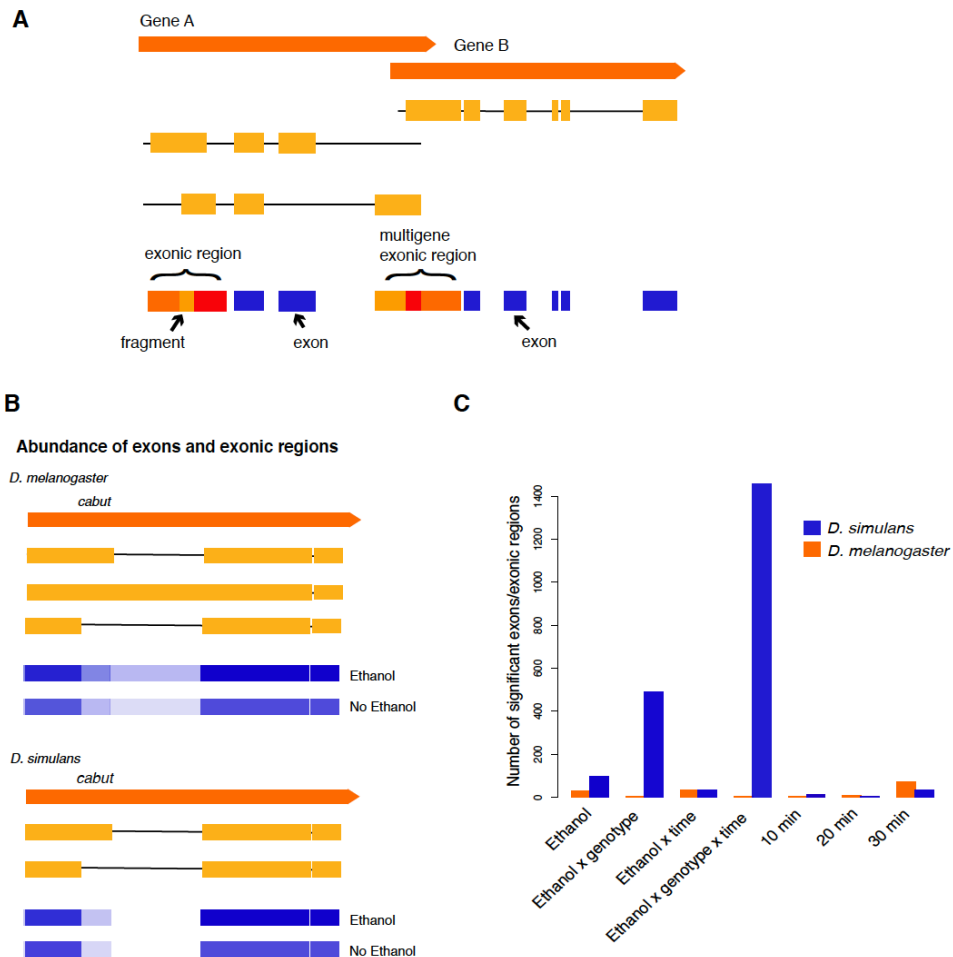 A
Gene A
Gene B
exonic region
multigene
exonic region
fragment
exon
exon
B
Abundance of exons and exonic regions
D. melanogaster
cabut
Ethanol
No Ethanol
D. simulans
cabut
Ethanol
No Ethanol
C
Number of significant exons/exonic regions
0
200
400
600
800
1000
1200
1400
D. simulans
D. melanogaster
Ethanol
Ethanol x genotype
Ethanol x time
Ethanol x genotype x time
10 min
20 min
30 min